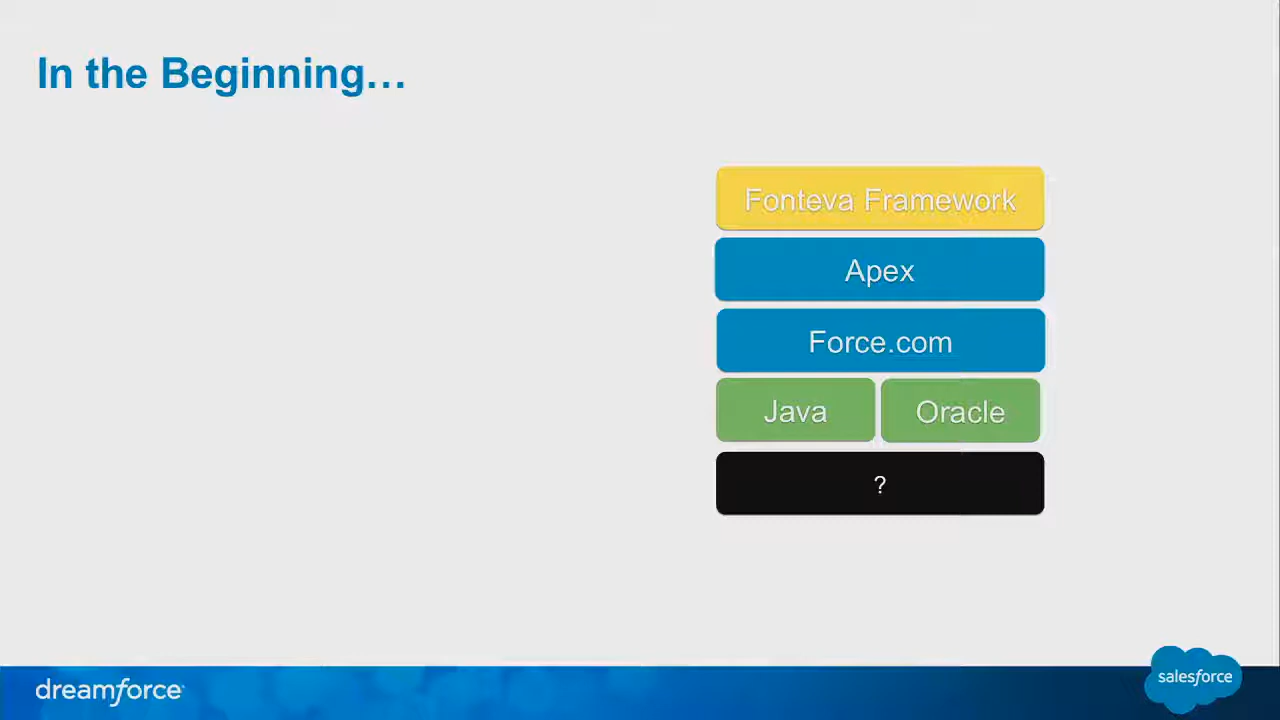 In the Beginning…
Fonteva Framework
Apex
Force.com
Java Oracle
?
dreamforce
salesforce